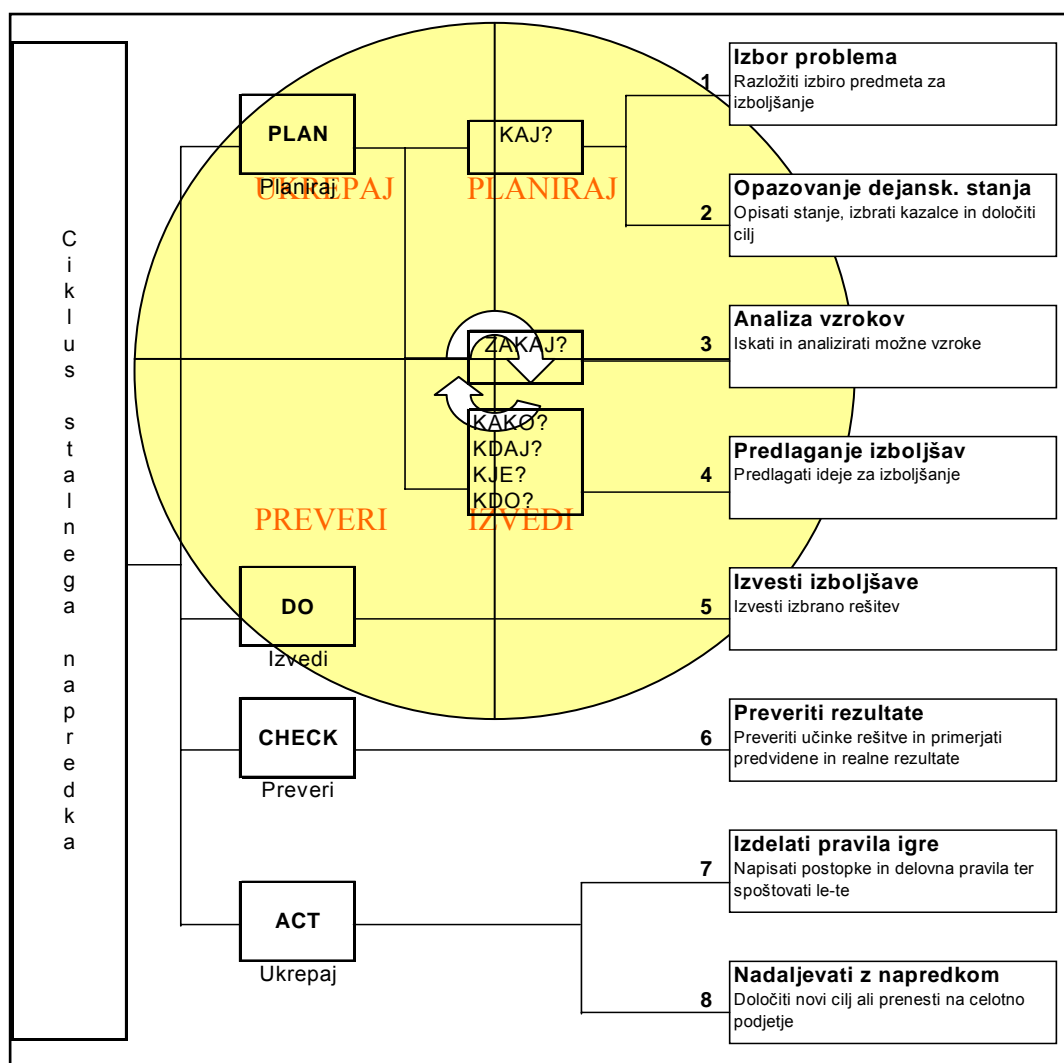 Ciklus stalnega napredka
PLAN
Planiraj
UKREPAJ
PLANIRAJ
KAJ?
1
Izbor problema
Razložiti izbiro predmeta za
izboljšanje
2
Opazovanje dejansk. stanja
Opisati stanje, izbrati kazalce in določiti
cilj
ZAKAJ?
3
Analiza vzrokov
Iskati in analizirati možne vzroke
KAKO?
KDAJ?
KJE?
KDO?
4
Predlaganje izboljšav
Predlagati ideje za izboljšanje
PREVERI
IZVEDI
DO
Izvedi
5
Izvesti izboljšave
Izvesti izbrano rešitev
CHECK
Preveri
6
Preveriti rezultate
Preveriti učinke rešitve in primerjati
predvidene in realne rezultate
ACT
Ukrepaj
7
Izdelati pravila igre
Napisati postopke in delovna pravila ter
spoštovati le-te
8
Nadaljevati z napredkom
Določiti novi cilj ali prenesti na celotno
podjetje